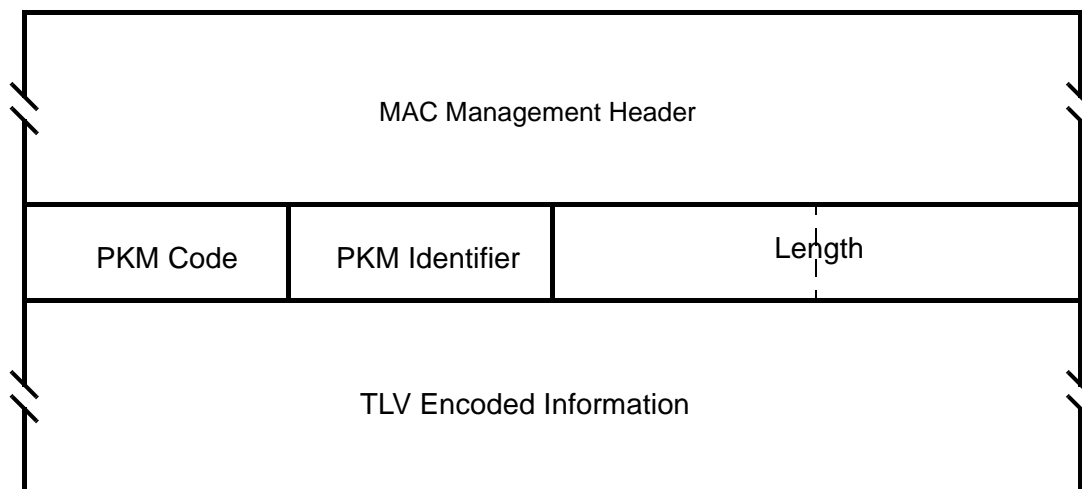 MAC Management Header
PKM Code
PKM Identifier
Length
TLV Encoded Information